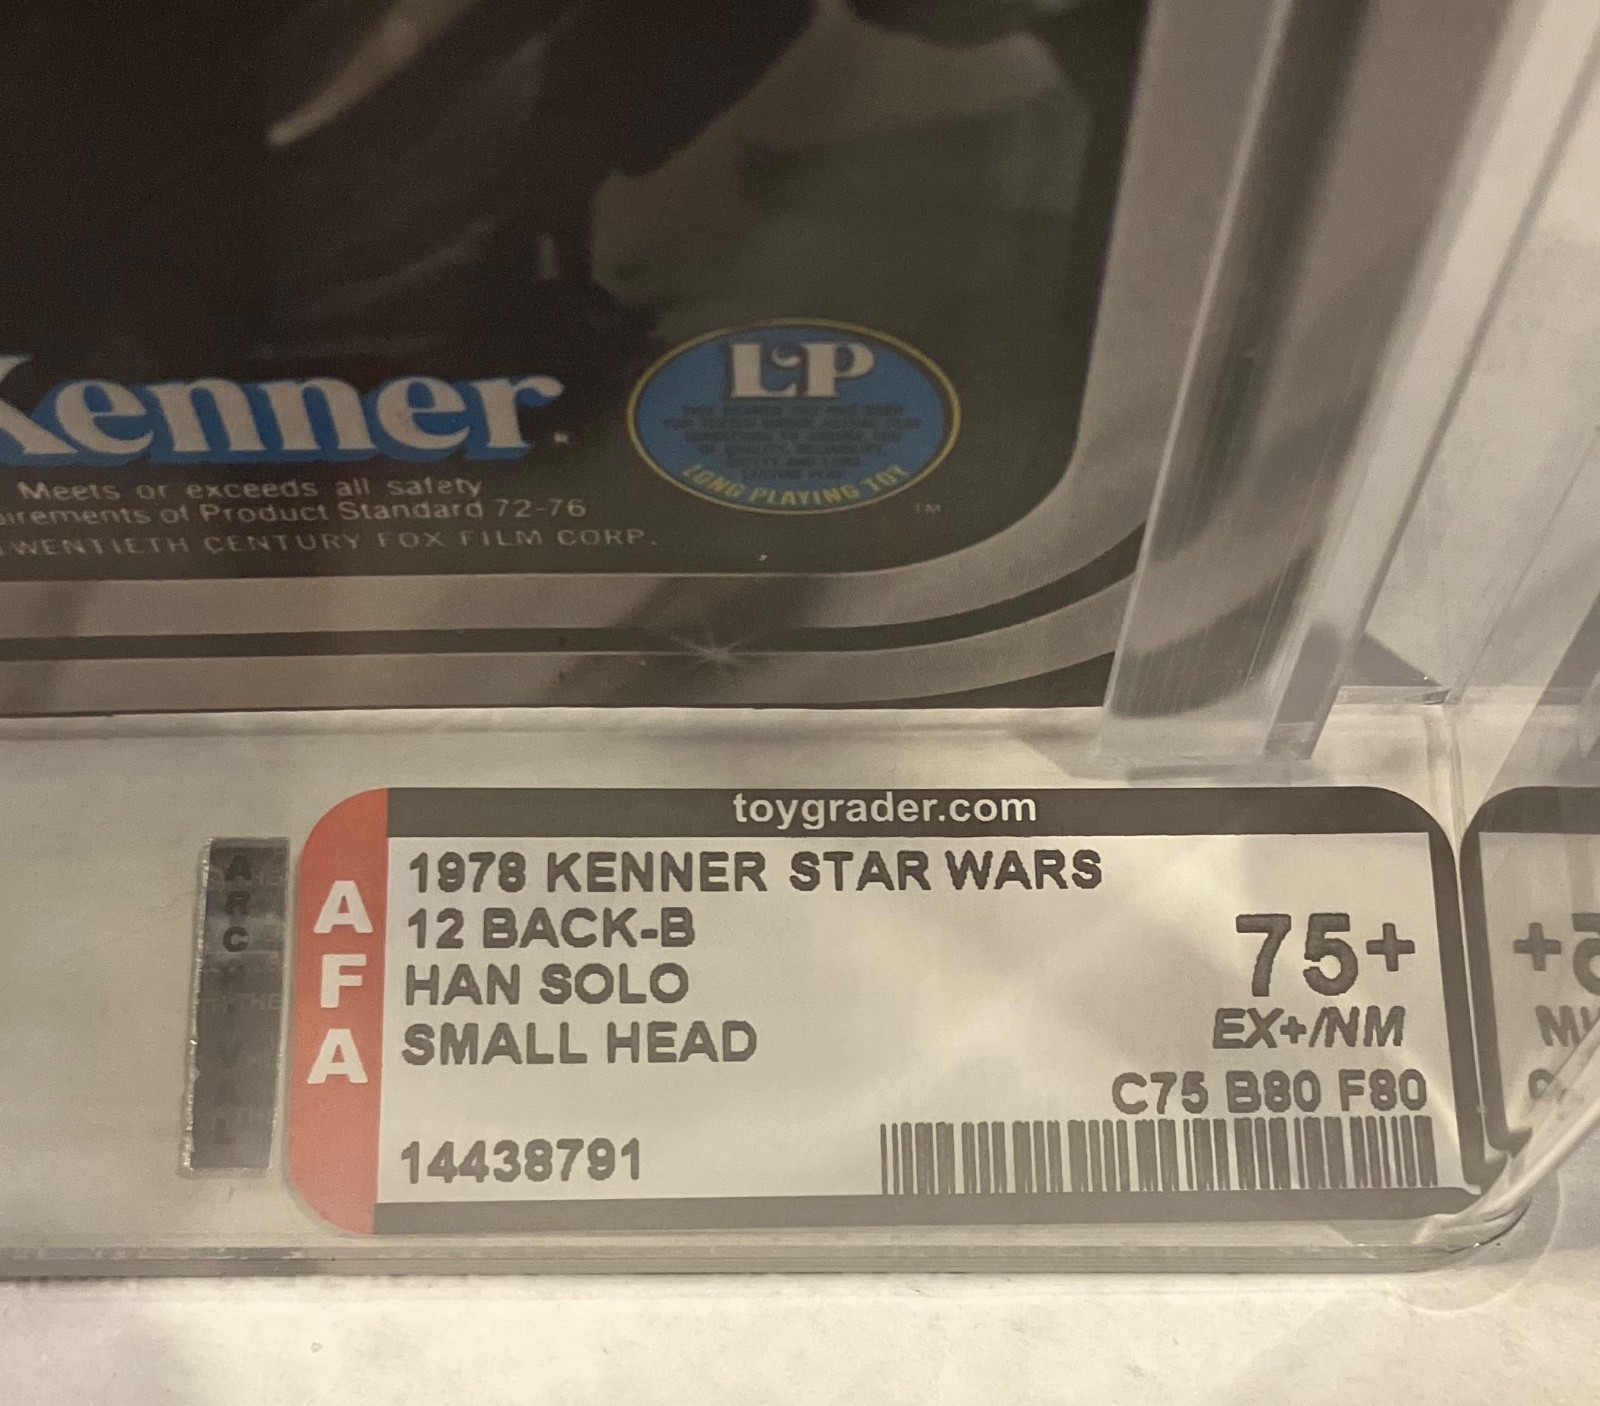 Kenner
Meets or exceeds all safety
irements of Product Standard 72-76
WENTIETH CENTURY FOX FILM CORP.
LP
LONG PLAYING TOY
TM
toygrader.com
ARCHIVAL
AFA
1978 KENNER STAR WARS
12 BACK-B
HAN SOLO
SMALL HEAD
75+
EX+/NM
C75 B80 F80
14438791